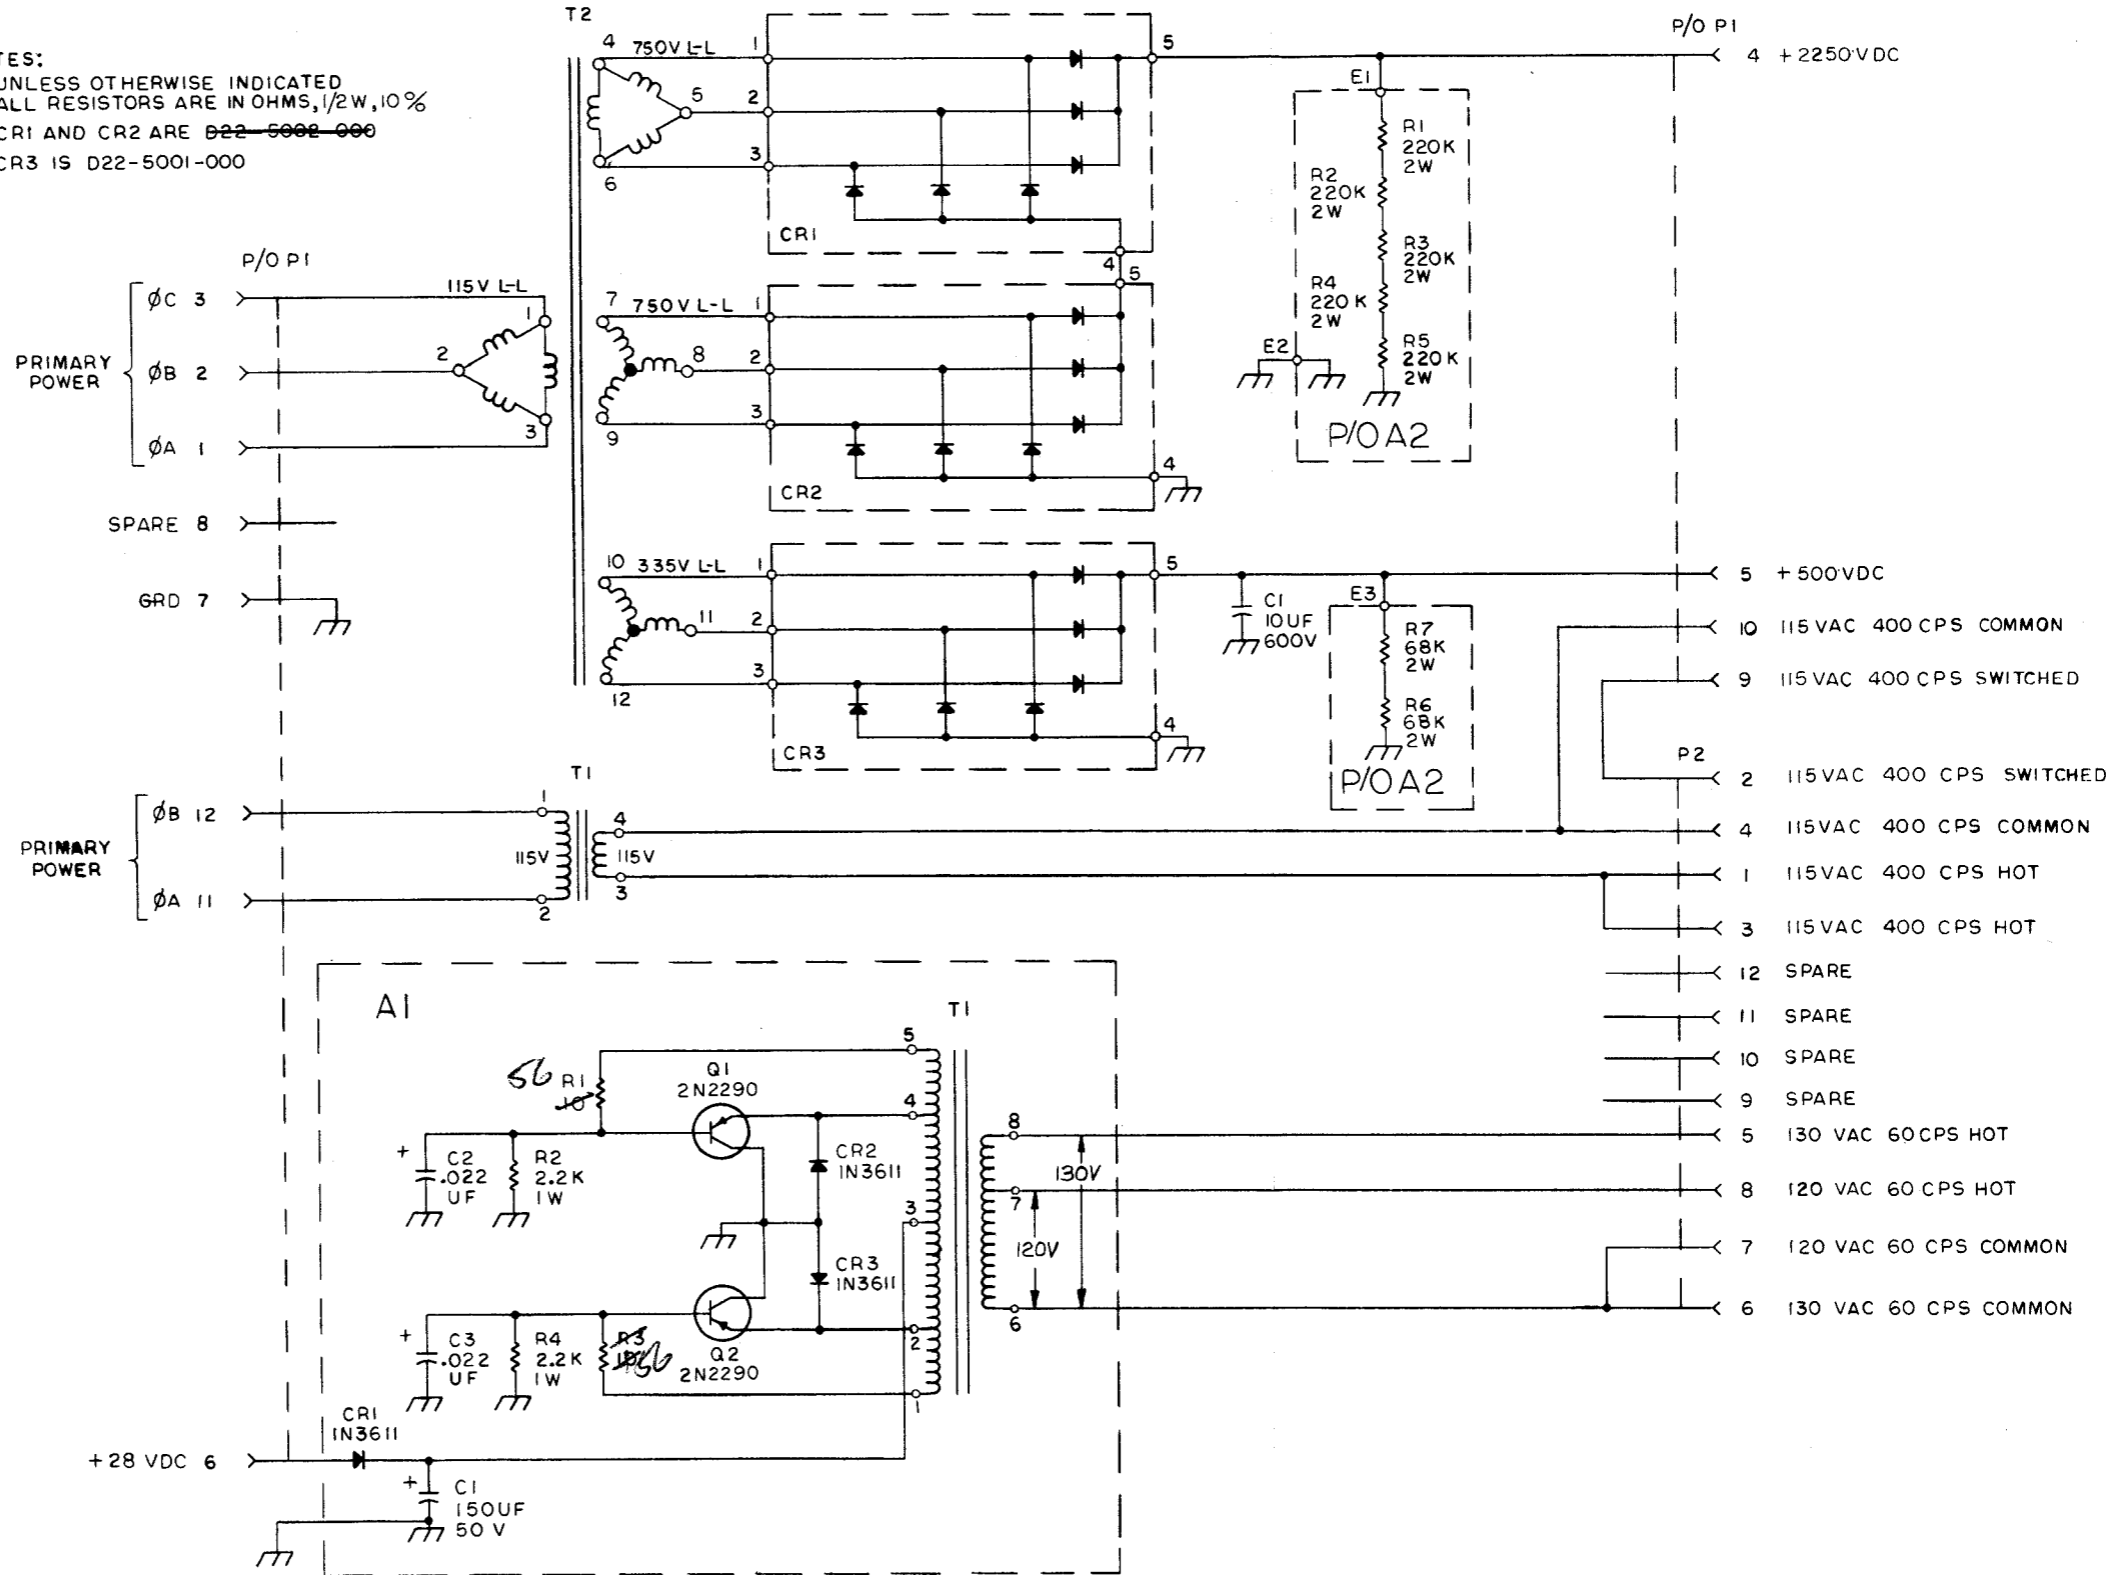 TES:
UNLESS OTHERWISE INDICATED
ALL RESISTORS ARE IN OHMS, 1/2W, 10%
CR1 AND CR2 ARE D22-5002-000
CR3 IS D22-5001-000
T2
4 750V L-L 1
5 2
6 3
CR1
5
4
P/O P1
4 +2250VDC
E1
R1
220K
2W
R2
220K
2W
R3
220K
2W
R4
220K
2W
R5
220K
2W
E2
P/O A2
P/O P1
PRIMARY
POWER
ØC 3
ØB 2
ØA 1
115V L-L
1
2
3
SPARE 8
GRD 7
7 750V L-L 1
8 2
9 3
CR2
5
4
10 335V L-L 1
11 2
12 3
CR3
5
4
C1
10UF
600V
E3
R7
68K
2W
R6
68K
2W
P/O A2
5 +500VDC
10 115VAC 400 CPS COMMON
9 115VAC 400 CPS SWITCHED
P2
2 115VAC 400 CPS SWITCHED
4 115VAC 400 CPS COMMON
1 115VAC 400 CPS HOT
3 115VAC 400 CPS HOT
12 SPARE
11 SPARE
10 SPARE
9 SPARE
5 130 VAC 60CPS HOT
8 120 VAC 60 CPS HOT
7 120 VAC 60 CPS COMMON
6 130 VAC 60 CPS COMMON
PRIMARY
POWER
ØB 12
ØA 11
T1
1
2
115V
4
115V
3
A1
T1
56 R1
10
Q1
2N2290
5
4
3
2
1
C2
.022
UF
+
R2
2.2K
1W
CR2
1N3611
CR3
1N3611
8
7
6
130V
120V
C3
.022
UF
+
R4
2.2K
1W
R3
10
56
Q2
2N2290
CR1
1N3611
+28 VDC 6
+
C1
150UF
50 V